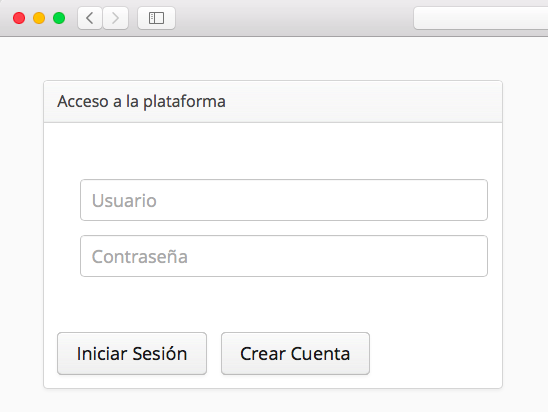 Acceso a la plataforma
Usuario
Contraseña
Iniciar Sesión
Crear Cuenta